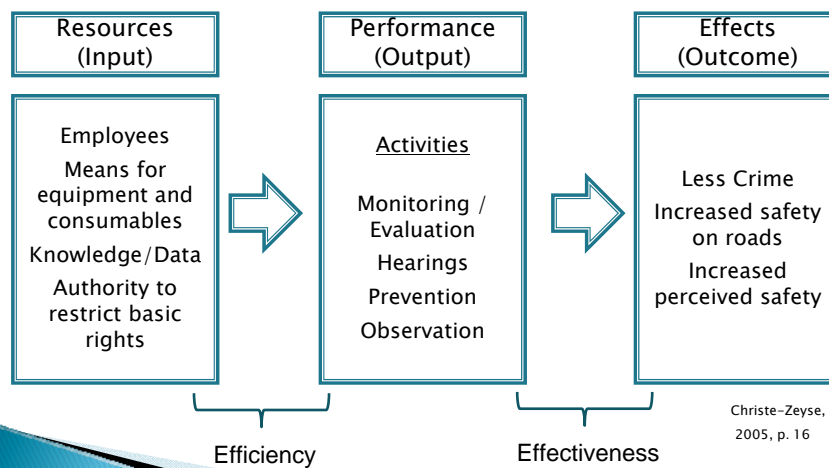 Resources
(Input)
Performance
(Output)
Effects
(Outcome)
Employees
Means for
equipment and
consumables
Knowledge/Data
Authority to
restrict basic
rights
Activities
Monitoring /
Evaluation
Hearings
Prevention
Observation
Less Crime
Increased safety
on roads
Increased
perceived safety
Efficiency
Effectiveness
Christe-Zeyse,
2005, p. 16